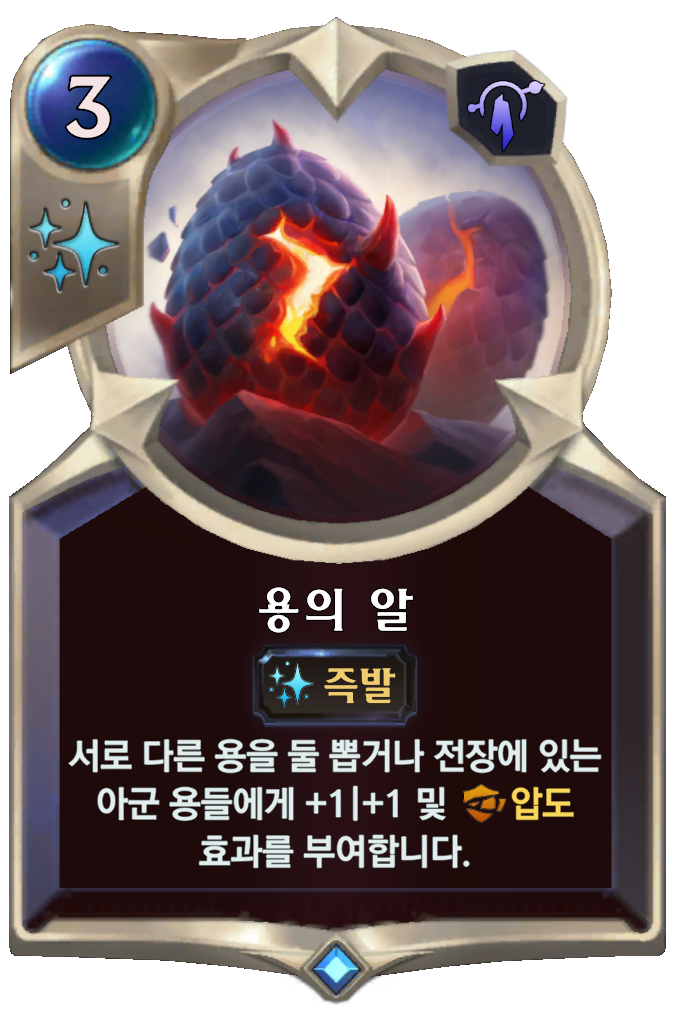 3
용의 알
즉발
서로 다른 용을 둘 뽑거나 전장에 있는
아군 용들에게 +1|+1 및 압도
효과를 부여합니다.